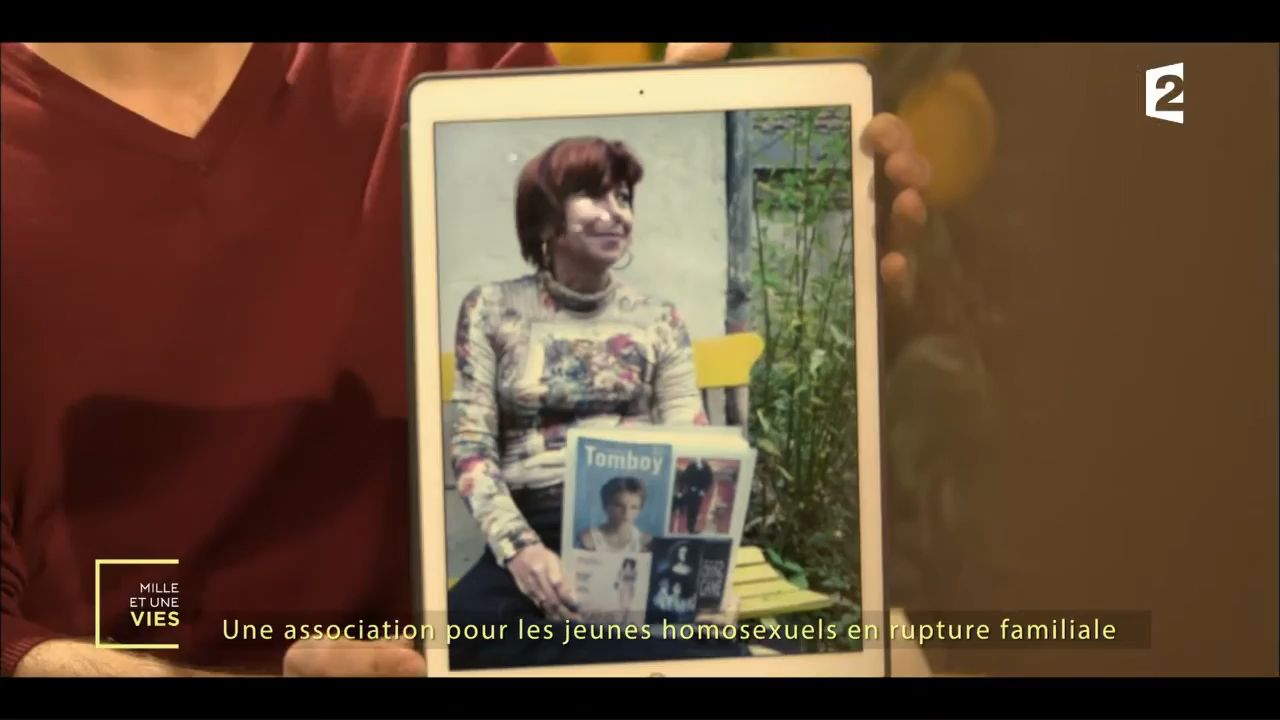 2
Tomboy
MILLE
ET UNE
VIES
Une association pour les jeunes homosexuels en rupture familiale